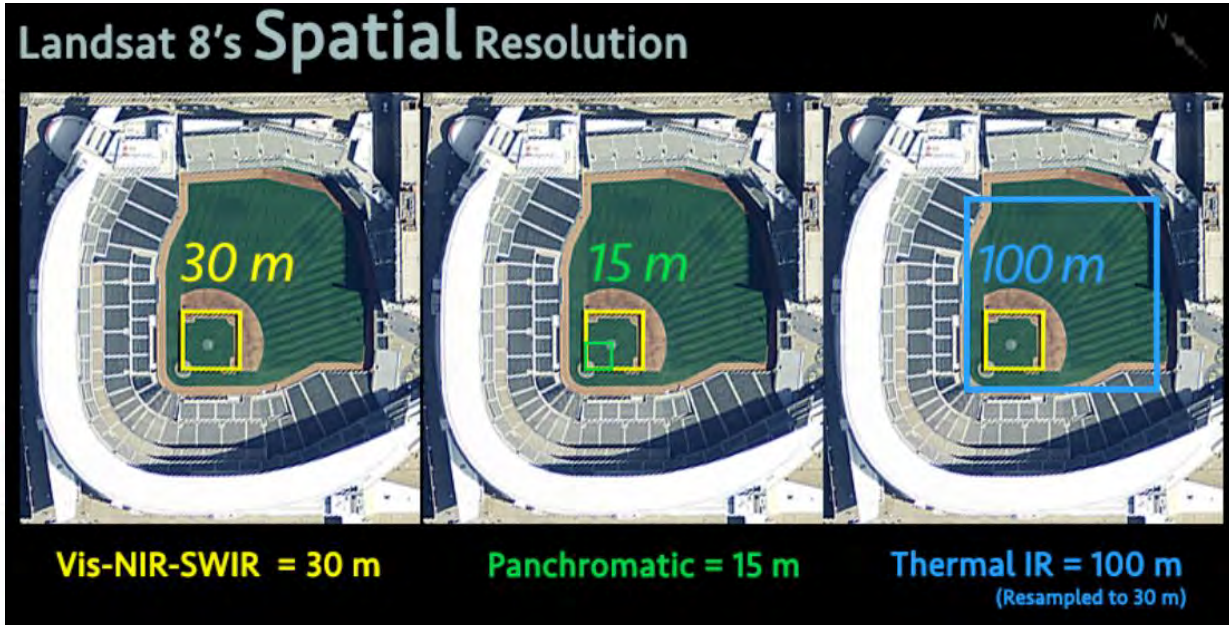 Landsat 8's Spatial Resolution
N
30 m
15 m
100 m
Vis-NIR-SWIR = 30 m
Panchromatic = 15 m
Thermal IR = 100 m
(Resampled to 30 m)